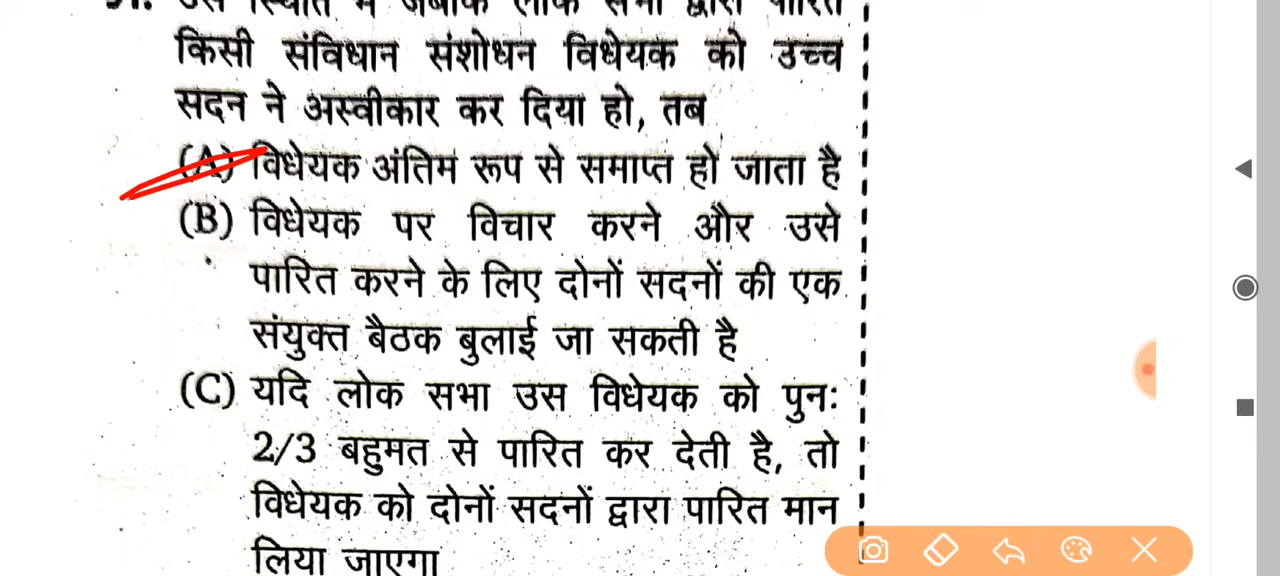 किसी संविधान संशोधन विधेयक को उच्च
सदन ने अस्वीकार कर दिया हो, तब
(A) विधेयक अंतिम रूप से समाप्त हो जाता है
(B) विधेयक पर विचार करने और उसे
पारित करने के लिए दोनों सदनों की एक
संयुक्त बैठक बुलाई जा सकती है
(C) यदि लोक सभा उस विधेयक को पुनः
2/3 बहुमत से पारित कर देती है, तो
विधेयक को दोनों सदनों द्वारा पारित मान
लिया जाएगा